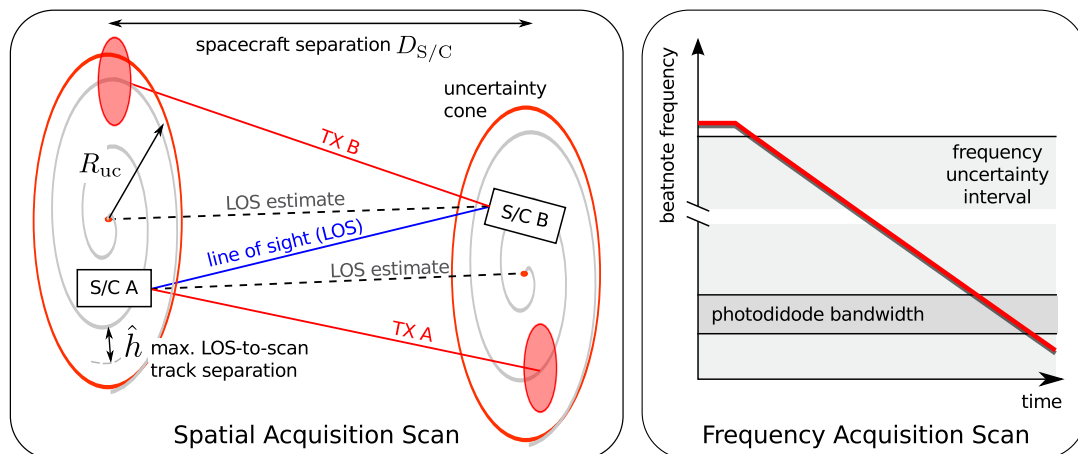 spacecraft separation D_S/C
uncertainty
cone
TX B
R_uc
LOS estimate
S/C B
line of sight (LOS)
LOS estimate
S/C A
TX A
ĥ
max. LOS-to-scan
track separation
Spatial Acquisition Scan
beatnote frequency
frequency
uncertainty
interval
photodidode bandwidth
time
Frequency Acquisition Scan